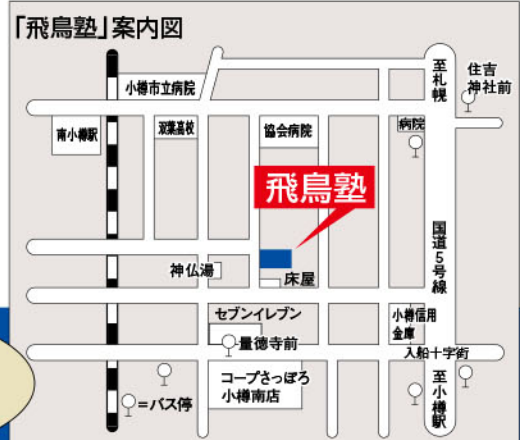 「飛鳥塾」案内図
至札幌
住吉
神社前
小樽市立病院
南小樽駅
双葉高校
協会病院
病院
飛鳥塾
国道5号線
神仏湯
床屋
セブンイレブン
小樽信用
金庫
量徳寺前
入船十字街
コープさっぽろ
小樽南店
至小樽駅
=バス停